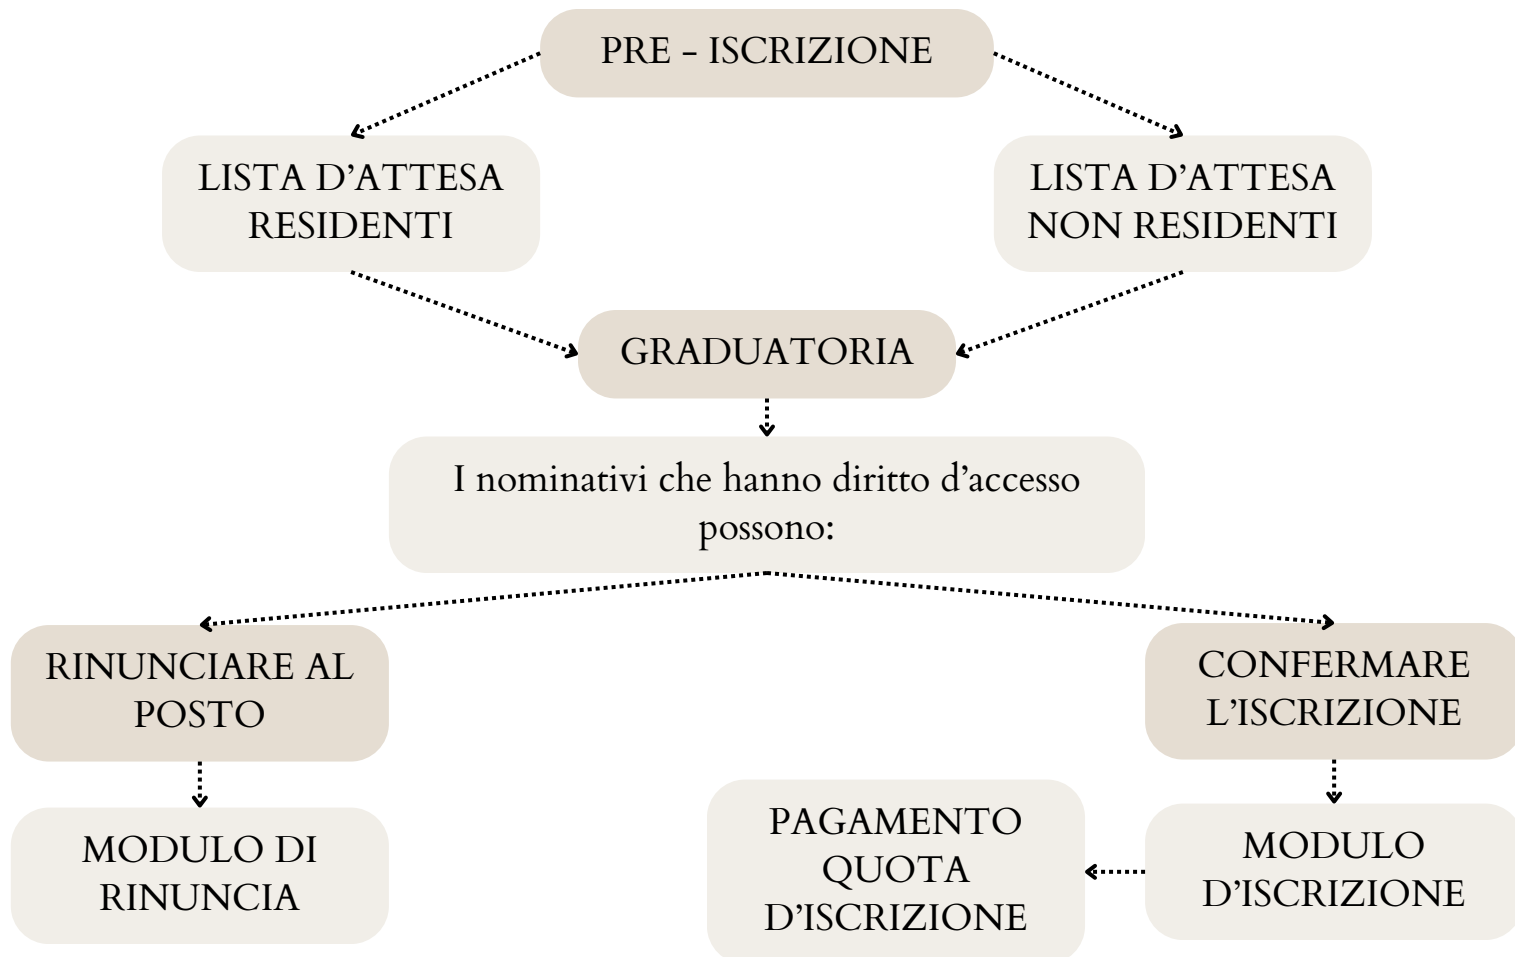 PRE - ISCRIZIONE
LISTA D’ATTESA
RESIDENTI
LISTA D’ATTESA
NON RESIDENTI
GRADUATORIA
I nominativi che hanno diritto d’accesso
possono:
RINUNCIARE AL
POSTO
CONFERMARE
L’ISCRIZIONE
MODULO DI
RINUNCIA
PAGAMENTO
QUOTA
D’ISCRIZIONE
MODULO
D’ISCRIZIONE